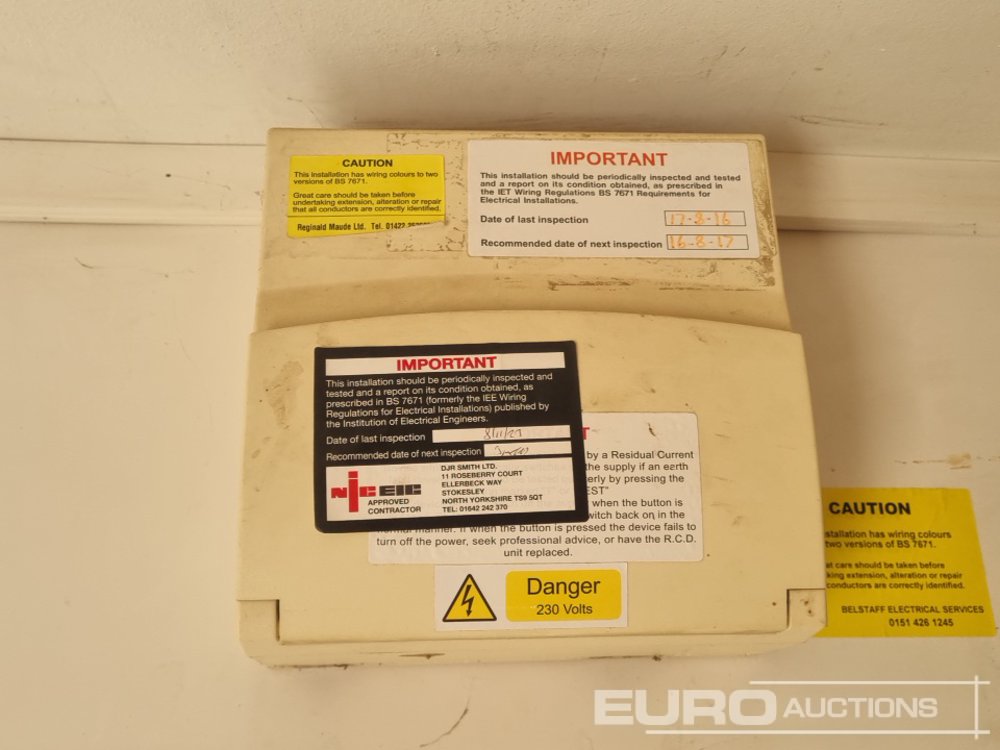 CAUTION
This Installation has wiring colours to two
versions of BS 7671.
Great care should be taken before
undertaking extension, alteration or repair
that all conductors are correctly identified.
Reginald Maude Ltd. Tel. 01422
IMPORTANT
This installation should be periodically inspected and tested
and a report on its condition obtained, as prescribed in
the IET Wiring Regulations BS 7671 Requirements for
Electrical Installations.
Date of last inspection 17-8-16
Recommended date of next inspection 16-8-17
IMPORTANT
This installation should be periodically inspected and
tested and a report on its condition obtained, as
prescribed in BS 7671 (formerly the IEE Wiring
Regulations for Electrical Installations) published by
the Institution of Electrical Engineers.
Date of last inspection
Recommended date of next inspection
NICEIC
APPROVED
CONTRACTOR
DJR SMITH LTD.
11 ROSEBERRY COURT
ELLERBECK WAY
STOKESLEY
NORTH YORKSHIRE TS9 5QT
TEL: 01642 242 370
T
by a Residual Current
the supply if an earth
erly by pressing the
EST"
when the button is
witch back on in the
normal manner. If when the button is pressed the device fails to
turn off the power, seek professional advice, or have the R.C.D.
unit replaced.
Danger
230 Volts
CAUTION
stallation has wiring colours
two versions of BS 7671.
at care should be taken before
king extension, alteration or repair
conductors are correctly identified.
BELSTAFF ELECTRICAL SERVICES
0151 426 1245
EURO AUCTIONS